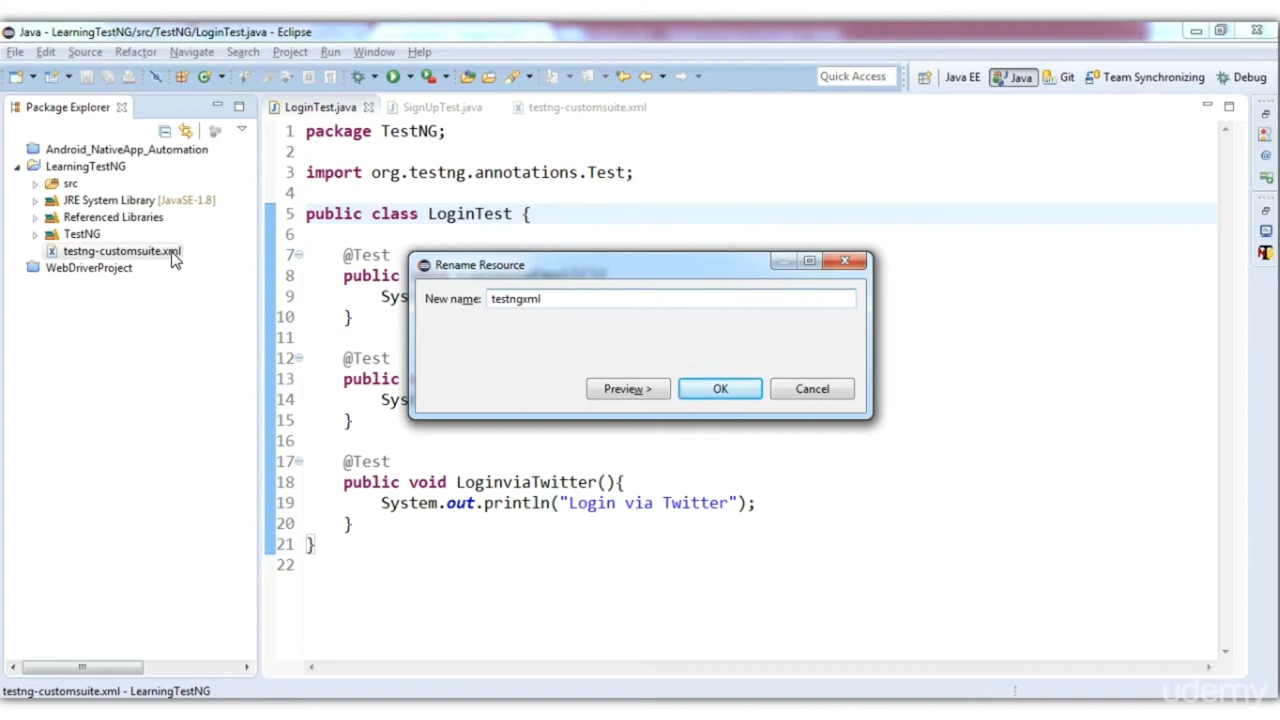 Java - LearningTestNG/src/TestNG/LoginTest.java - Eclipse
File Edit Source Refactor Navigate Search Project Run Window Help
Quick Access Java EE Java Git Team Synchronizing Debug
Package Explorer
LoginTest.java SignUpTest.java testng-customsuite.xml
Android_NativeApp_Automation
LearningTestNG
src
JRE System Library [JavaSE-1.8]
Referenced Libraries
TestNG
testng-customsuite.xml
WebDriverProject
1 package TestNG;
2
3 import org.testng.annotations.Test;
4
5 public class LoginTest {
6
7 @Test
8 public
9 Sys
10 }
11
12 @Test
13 public
14 Sys
15 }
16
17 @Test
18 public void LoginviaTwitter(){
19 System.out.println("Login via Twitter");
20 }
21 }
22
Rename Resource
New name: testngxml
Preview > OK Cancel
testng-customsuite.xml - LearningTestNG
udemy